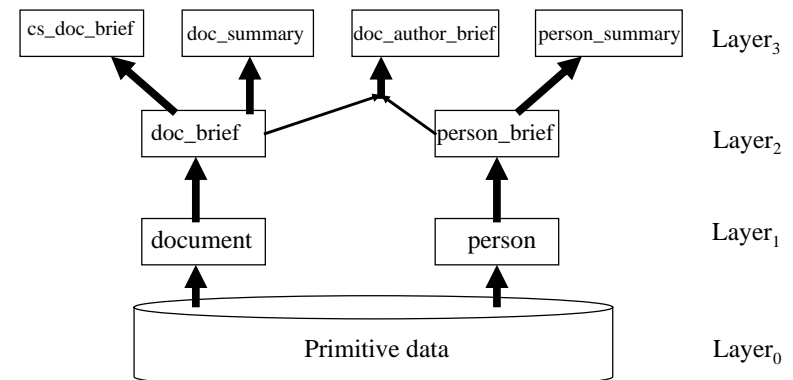 cs_doc_brief doc_summary doc_author_brief person_summary Layer₃
doc_brief person_brief Layer₂
document person Layer₁
Primitive data Layer₀